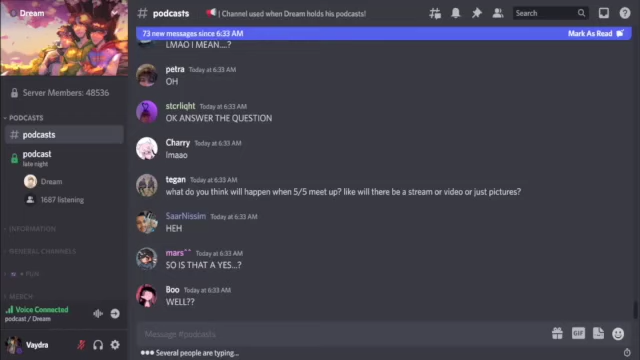 Dream
# podcasts
| Channel used when Dream holds his podcasts!
Search
73 new messages since 6:33 AM
Mark As Read
LMAO I MEAN....?
Server Members: 48536
PODCASTS
# podcasts
podcast
late night
Dream
1687 listening
INFORMATION
GENERAL CHANNELS
FUN
MERCH
Voice Connected
podcast / Dream
Vaydra
petra Today at 6:33 AM
OH
stcrliqht Today at 6:33 AM
OK ANSWER THE QUESTION
Charry Today at 6:33 AM
lmaao
tegan Today at 6:33 AM
what do you think will happen when 5/5 meet up? like will there be a stream or video or just pictures?
SaarNissim Today at 6:33 AM
HEH
mars^^ Today at 6:33 AM
SO IS THAT A YES...?
Boo Today at 6:33 AM
WELL??
Message #podcasts
GIF
Several people are typing...